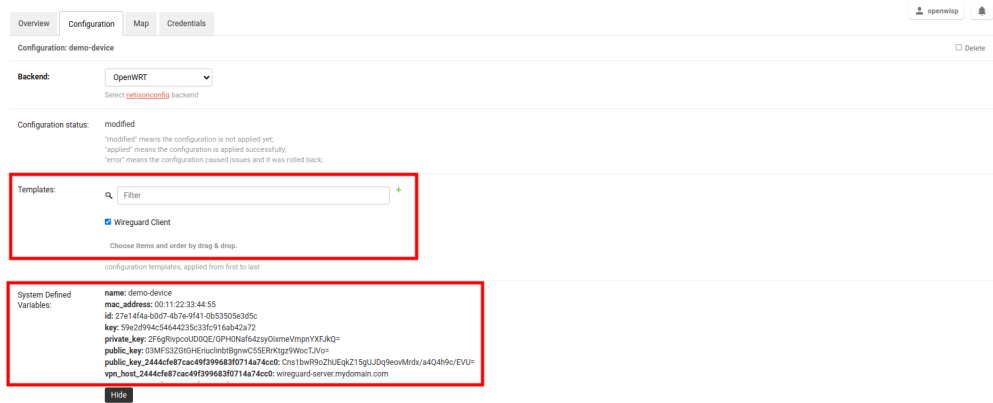 openwisp
Overview Configuration Map Credentials
Configuration: demo-device Delete
Backend: OpenWRT
Select netjsonconfig backend
Configuration status: modified
"modified" means the configuration is not applied yet;
"applied" means the configuration is applied successfully;
"error" means the configuration caused issues and it was rolled back;
Templates: Filter
Wireguard Client
Choose items and order by drag & drop.
configuration templates, applied from first to last
System Defined Variables: name: demo-device
mac_address: 00:11:22:33:44:55
id: 27e14f4a-b0d7-4b7e-9f41-0b53505e3d5c
key: 59e2d994c54644235c33fc916ab42a72
private_key: 2F6gRivpcoUD0QE/GPH0Naf64zsyOixmeVmpnYXFJkQ=
public_key: 03MFS3ZGtGHEriuclinbtBgnwC55ERrKtgz9WocTJVo=
public_key_2444cfe87cac49f399683f0714a74cc0: Cns1bwR9oZhUEqkZ15gUJDq9eovMrdx/a4Q4h9c/EVU=
vpn_host_2444cfe87cac49f399683f0714a74cc0: wireguard-server.mydomain.com
Hide